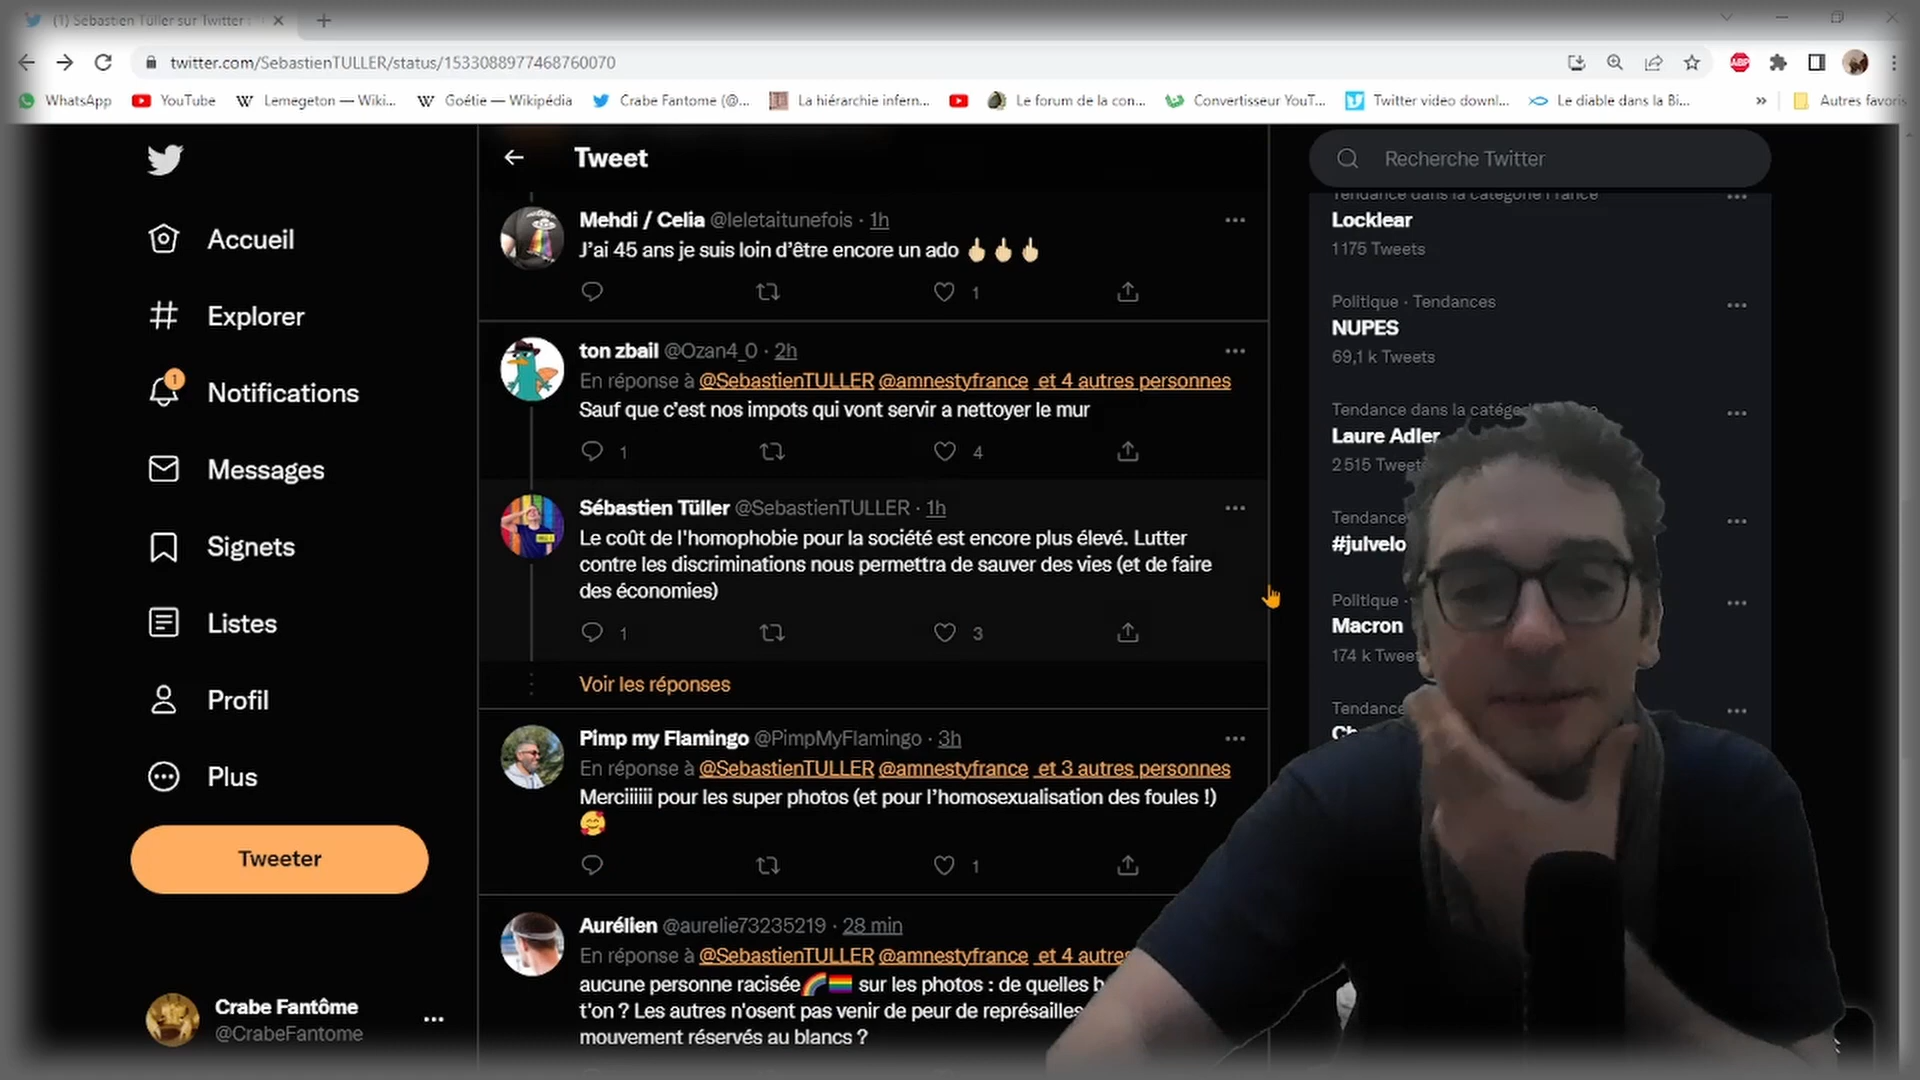 (1) Sébastien Tüller sur Twitter :
twitter.com/SebastienTULLER/status/1533088977468760070
ABP
WhatsApp
YouTube
Lemegeton — Wiki...
Goétie — Wikipédia
Crabe Fantome (@...
La hiérarchie infern...
Le forum de la con...
Convertisseur YouT...
Twitter video downl...
Le diable dans la Bi...
»
Autres favoris
Accueil
Explorer
1
Notifications
Messages
Signets
Listes
Profil
Plus
Tweeter
Crabe Fantôme
@CrabeFantome
Tweet
Mehdi / Celia @leletaitunefois · 1h
J'ai 45 ans je suis loin d'être encore un ado 🖕🏻🖕🏻🖕🏻
1
ton zbail @Ozan4_0 · 2h
En réponse à @SebastienTULLER @amnestyfrance et 4 autres personnes
Sauf que c'est nos impots qui vont servir a nettoyer le mur
1 4
Sébastien Tüller @SebastienTULLER · 1h
Le coût de l'homophobie pour la société est encore plus élevé. Lutter
contre les discriminations nous permettra de sauver des vies (et de faire
des économies)
1 3
Voir les réponses
Pimp my Flamingo @PimpMyFlamingo · 3h
En réponse à @SebastienTULLER @amnestyfrance et 3 autres personnes
Merciiiiii pour les super photos (et pour l'homosexualisation des foules !)
🥰
1
Aurélien @aurelie73235219 · 28 min
En réponse à @SebastienTULLER @amnestyfrance et 4 autres
aucune personne racisée🌈🏳️‍🌈 sur les photos : de quelles
t'on ? Les autres n'osent pas venir de peur de représailles
mouvement réservés au blancs ?
Recherche Twitter
Tendance dans la catégorie France
Locklear
1 175 Tweets
Politique · Tendances
NUPES
69,1 k Tweets
Tendance dans la
Laure Adler
2 515 Tweets
Tendance
#julvelo
Politique ·
Macron
174 k Tweet
Tendance